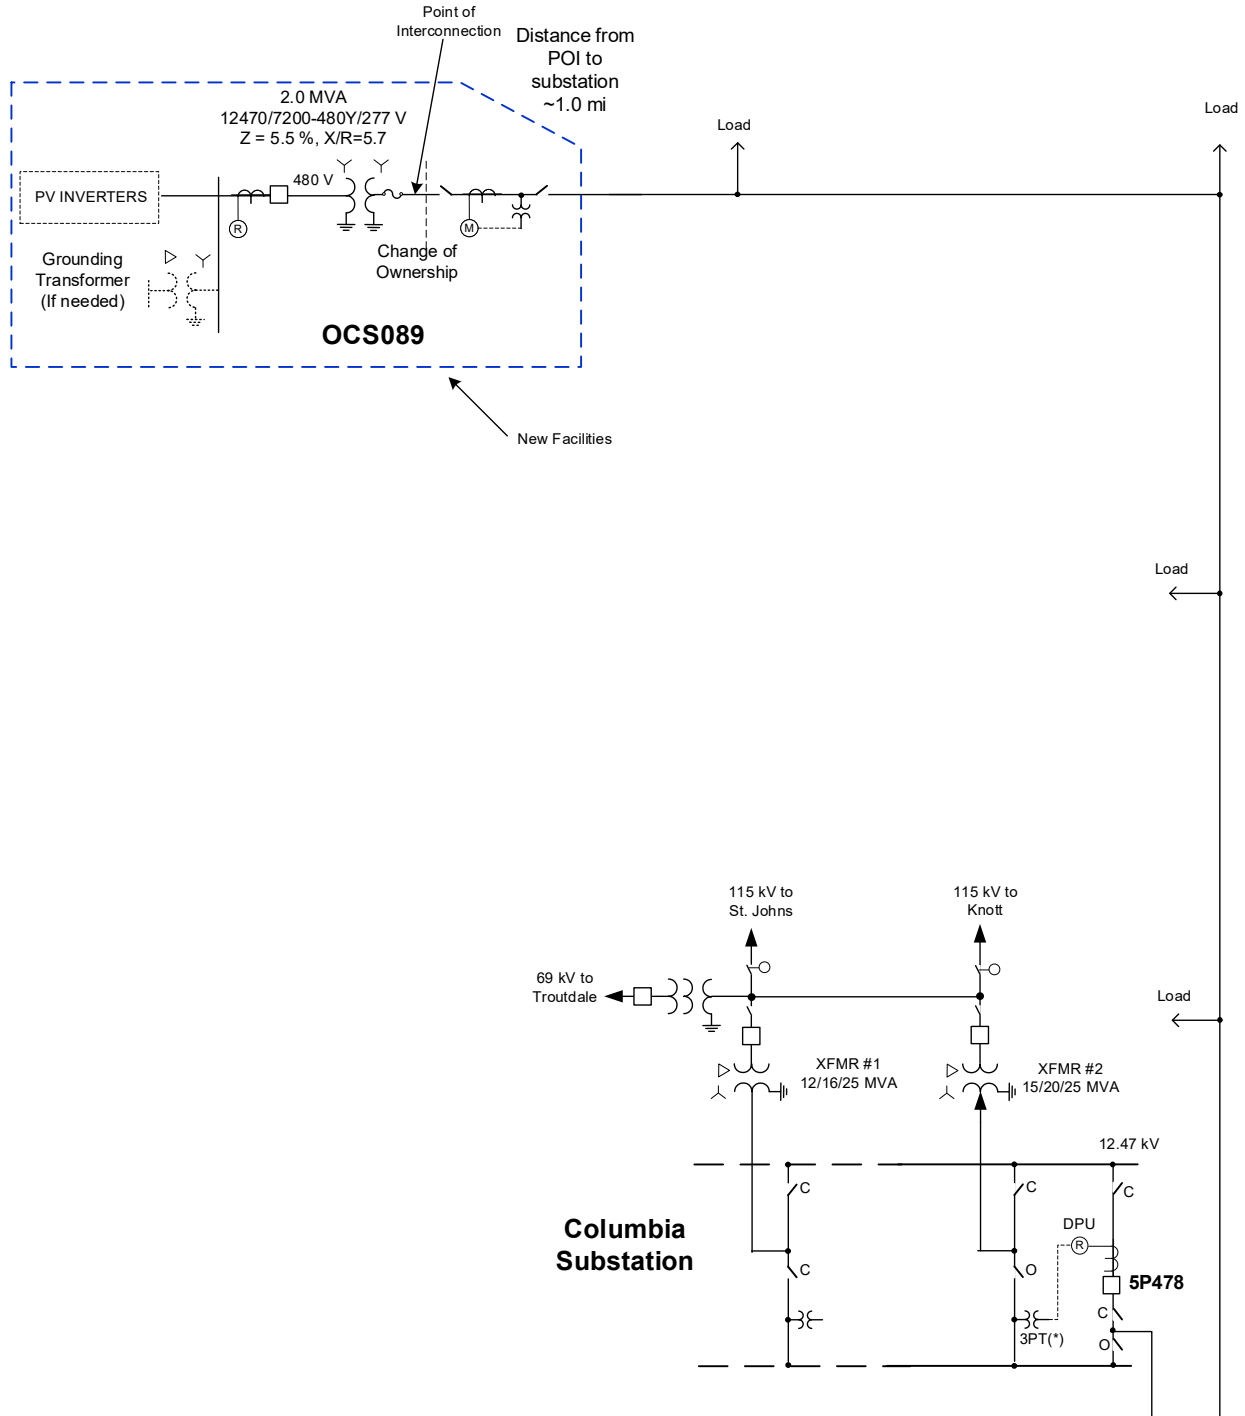 Point of
Interconnection
Distance from
POI to
substation
~1.0 mi
2.0 MVA
12470/7200-480Y/277 V
Z = 5.5 %, X/R=5.7
Load
Load
PV INVERTERS
480 V
R
M
Change of
Ownership
Grounding
Transformer
(If needed)
OCS089
New Facilities
Load
115 kV to
St. Johns
115 kV to
Knott
69 kV to
Troutdale
Load
XFMR #1
12/16/25 MVA
XFMR #2
15/20/25 MVA
12.47 kV
C
C
C
Columbia
Substation
DPU
R
C
O
5P478
C
3PT(*)
O